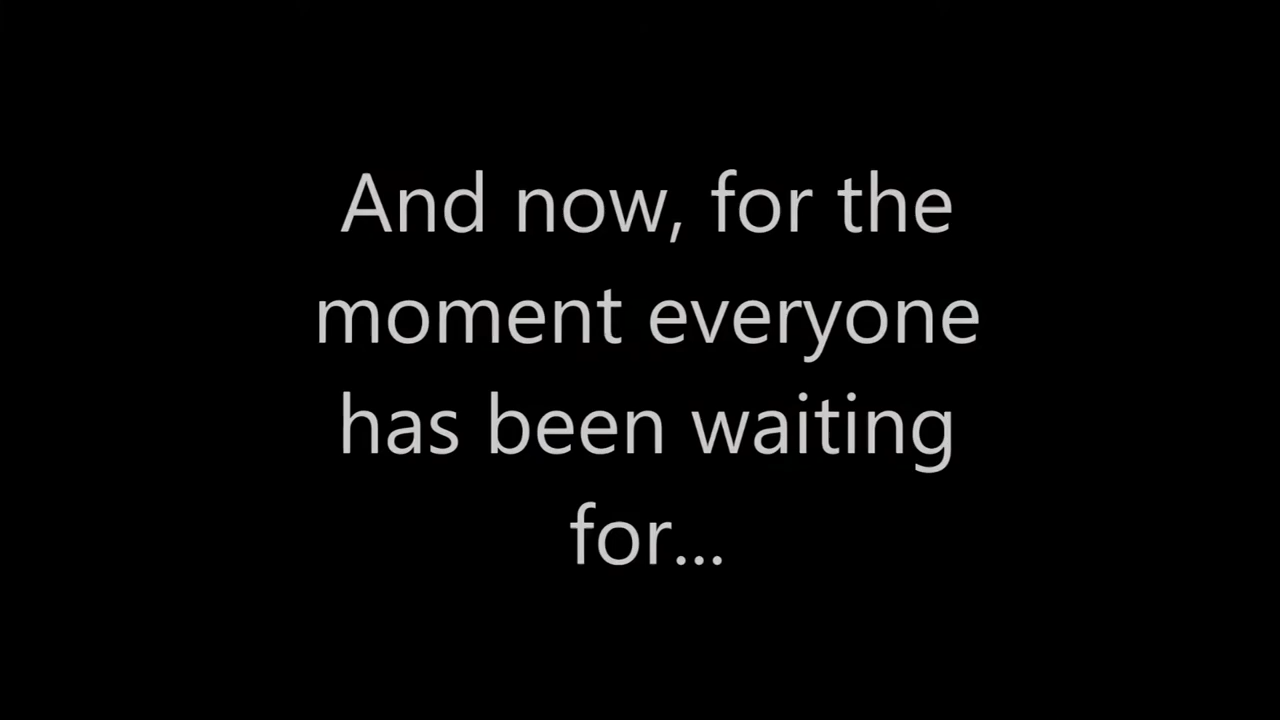 And now, for the
moment everyone
has been waiting
for...